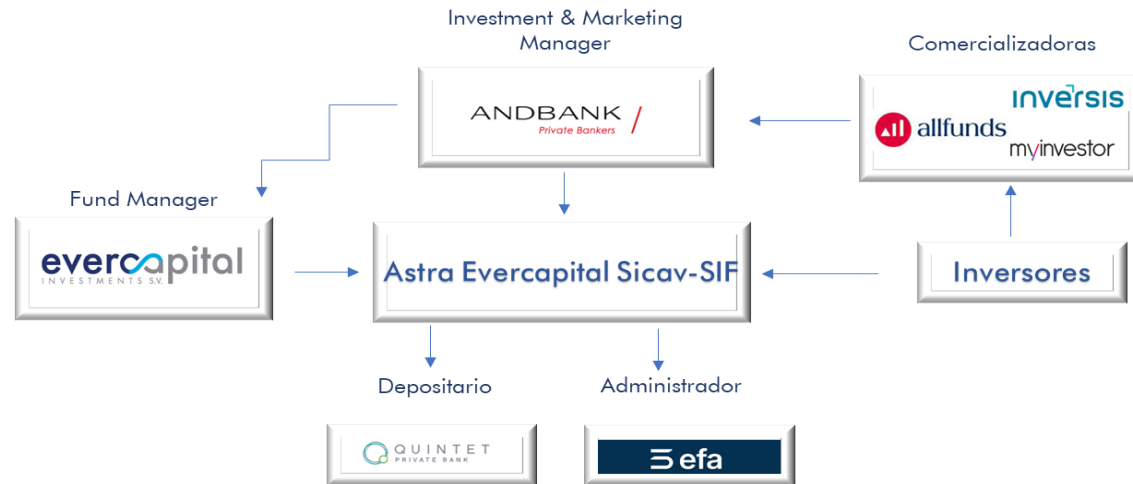 Investment & Marketing
Manager
Comercializadoras
ANDBANK
Private Bankers
inversis
allfunds
myinvestor
Fund Manager
evercapital
INVESTMENTS S.V.
Astra Evercapital Sicav-SIF
Inversores
Depositario
Administrador
QUINTET
PRIVATE BANK
efa